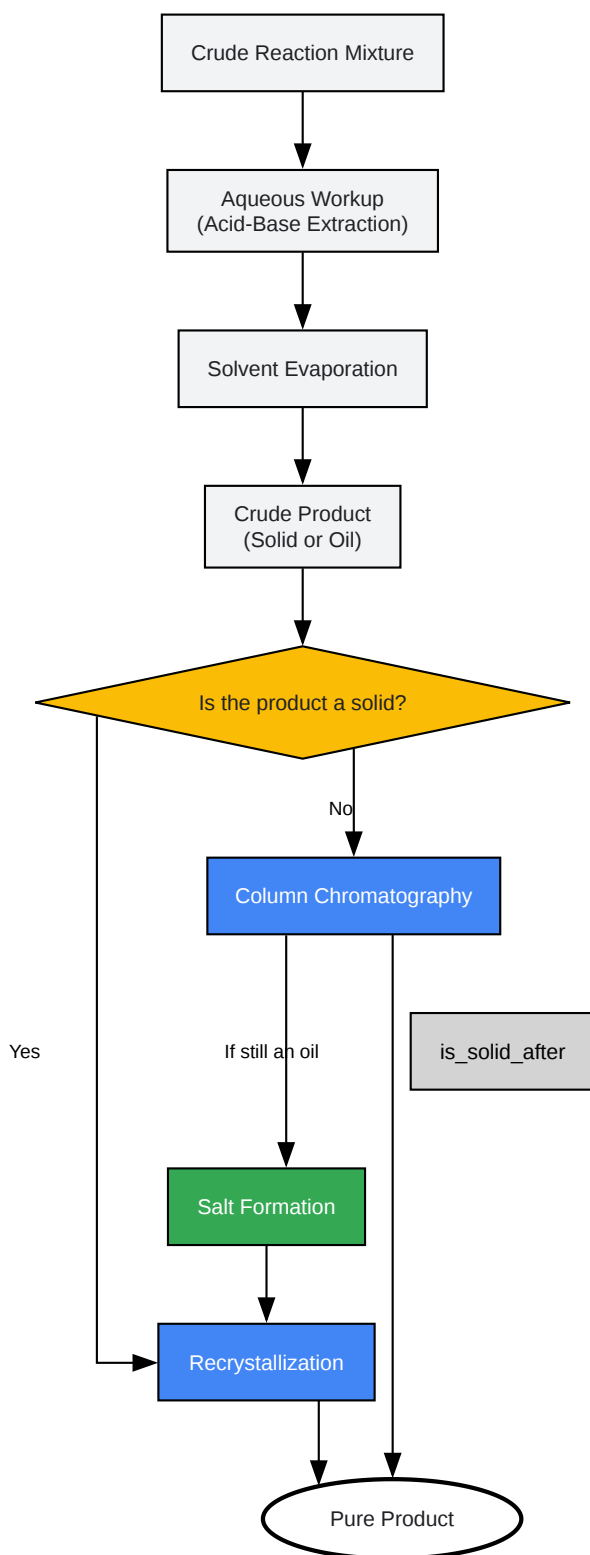 Crude Reaction Mixture
Aqueous Workup
(Acid-Base Extraction)
Solvent Evaporation
Crude Product
(Solid or Oil)
Is the product a solid?
No
Column Chromatography
Yes
If still an oil
is_solid_after
Salt Formation
Recrystallization
Pure Product